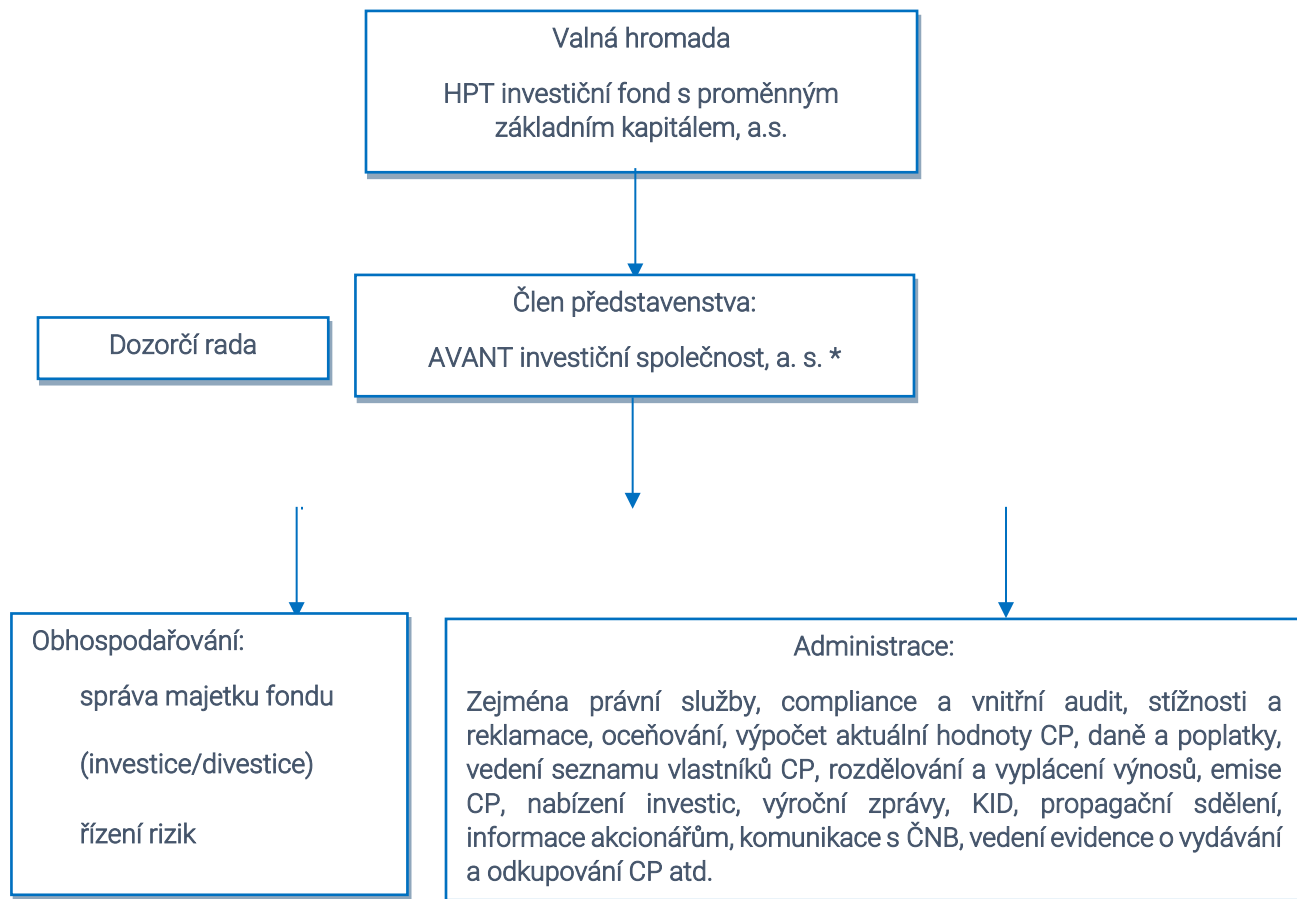 Valná hromada
HPT investiční fond s proměnným
základním kapitálem, a.s.
Člen představenstva:
AVANT investiční společnost, a. s. *
Dozorčí rada
Obhospodařování:
správa majetku fondu
(investice/divestice)
řízení rizik
Administrace:
Zejména právní služby, compliance a vnitřní audit, stížnosti a
reklamace, oceňování, výpočet aktuální hodnoty CP, daně a poplatky,
vedení seznamu vlastníků CP, rozdělování a vyplácení výnosů, emise
CP, nabízení investic, výroční zprávy, KID, propagační sdělení,
informace akcionářům, komunikace s ČNB, vedení evidence o vydávání
a odkupování CP atd.